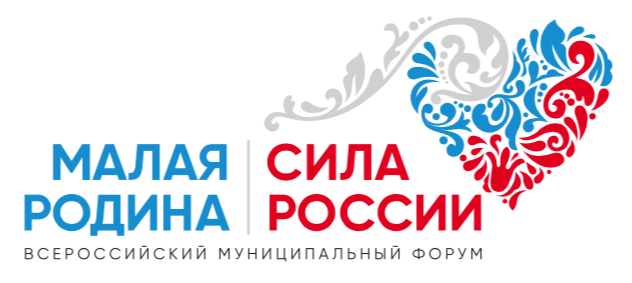 МАЛАЯ РОДИНА
СИЛА РОССИИ
ВСЕРОССИЙСКИЙ МУНИЦИПАЛЬНЫЙ ФОРУМ